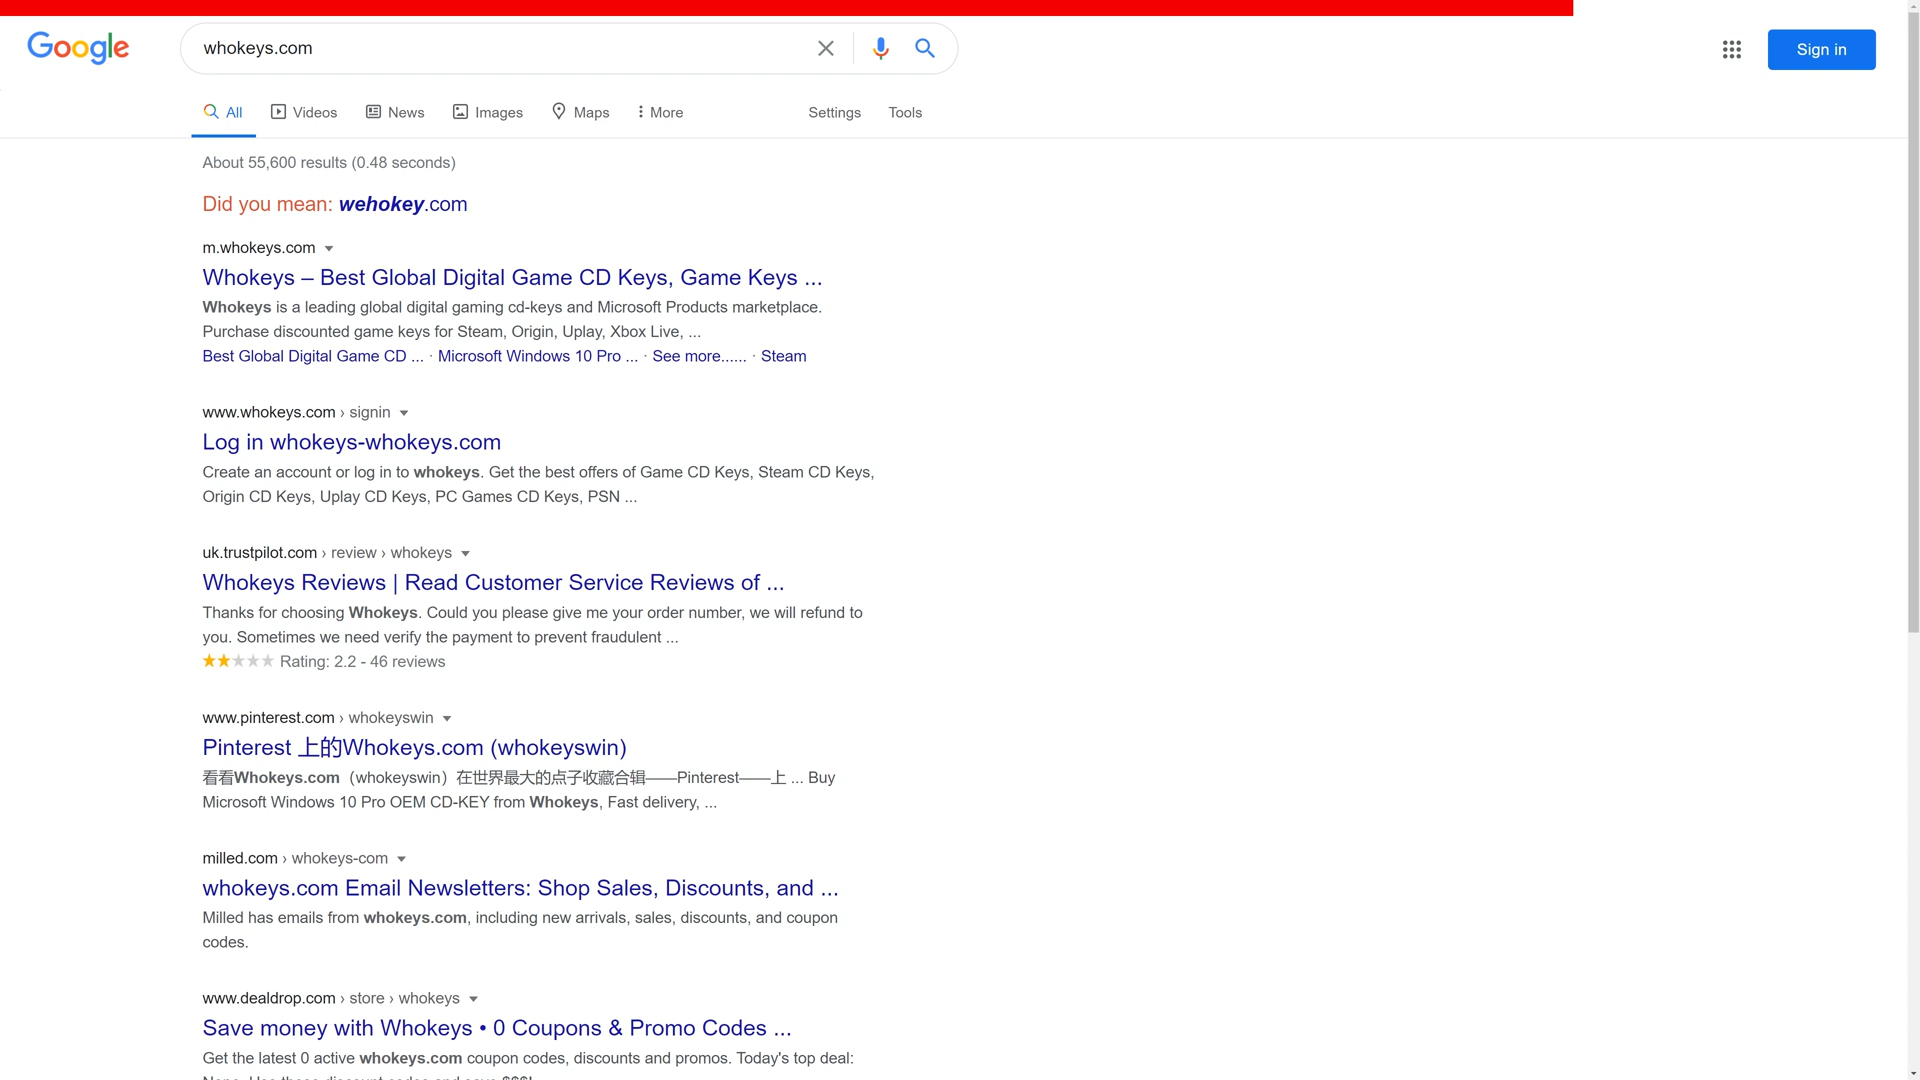 Google
whokeys.com
Sign in
All Videos News Images Maps More Settings Tools
About 55,600 results (0.48 seconds)
Did you mean: wehokey.com
m.whokeys.com
Whokeys – Best Global Digital Game CD Keys, Game Keys ...
Whokeys is a leading global digital gaming cd-keys and Microsoft Products marketplace.
Purchase discounted game keys for Steam, Origin, Uplay, Xbox Live, ...
Best Global Digital Game CD ... · Microsoft Windows 10 Pro ... · See more...... · Steam
www.whokeys.com › signin
Log in whokeys-whokeys.com
Create an account or log in to whokeys. Get the best offers of Game CD Keys, Steam CD Keys,
Origin CD Keys, Uplay CD Keys, PC Games CD Keys, PSN ...
uk.trustpilot.com › review › whokeys
Whokeys Reviews | Read Customer Service Reviews of ...
Thanks for choosing Whokeys. Could you please give me your order number, we will refund to
you. Sometimes we need verify the payment to prevent fraudulent ...
Rating: 2.2 - 46 reviews
www.pinterest.com › whokeyswin
Pinterest 上的Whokeys.com (whokeyswin)
看看Whokeys.com（whokeyswin）在世界最大的点子收藏合辑——Pinterest——上 ... Buy
Microsoft Windows 10 Pro OEM CD-KEY from Whokeys, Fast delivery, ...
milled.com › whokeys-com
whokeys.com Email Newsletters: Shop Sales, Discounts, and ...
Milled has emails from whokeys.com, including new arrivals, sales, discounts, and coupon
codes.
www.dealdrop.com › store › whokeys
Save money with Whokeys • 0 Coupons & Promo Codes ...
Get the latest 0 active whokeys.com coupon codes, discounts and promos. Today's top deal: